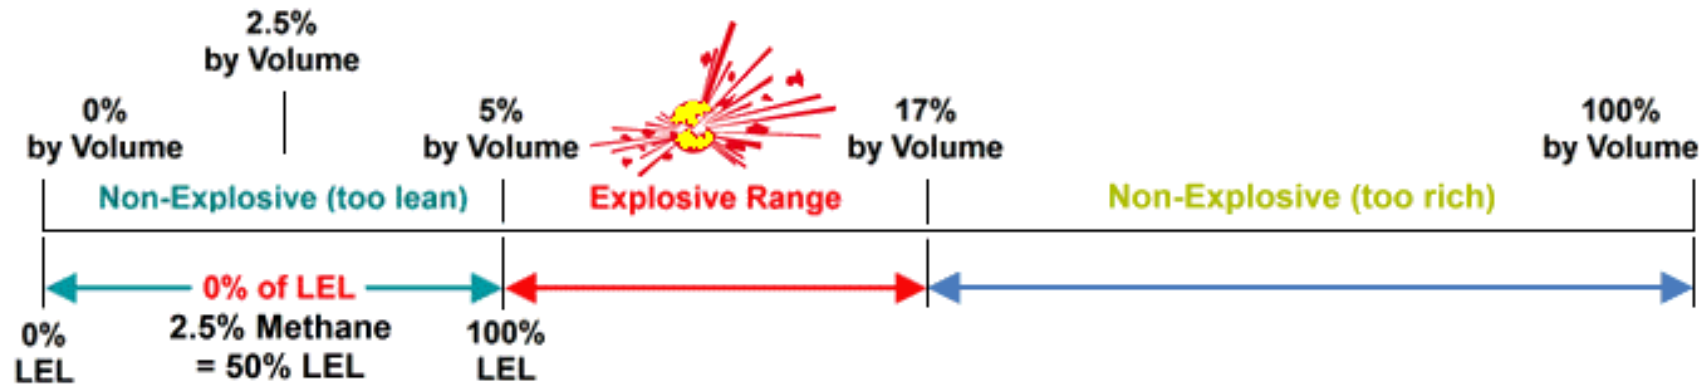 2.5%
by Volume
0%
by Volume
5%
by Volume
17%
by Volume
100%
by Volume
Non-Explosive (too lean)
Explosive Range
Non-Explosive (too rich)
0% of LEL
0%
LEL
2.5% Methane
= 50% LEL
100%
LEL